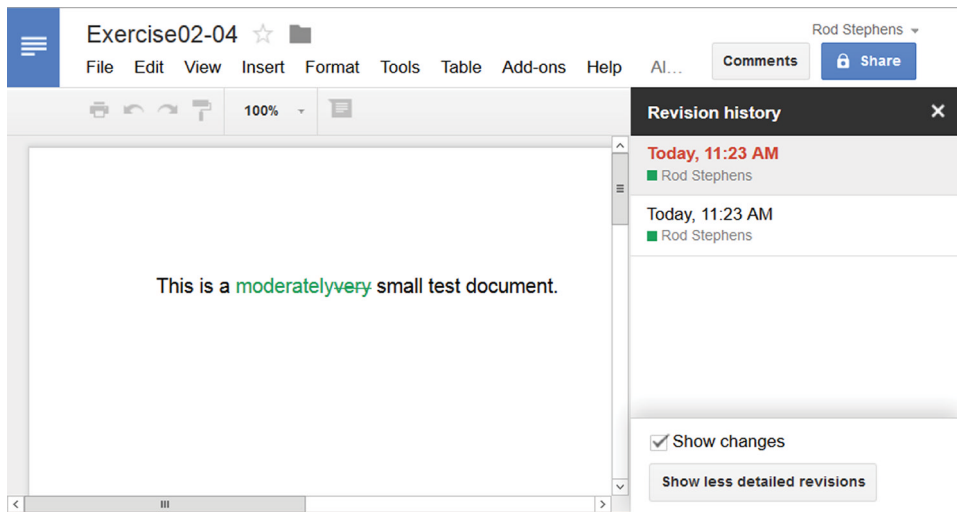 Exercise02-04
Rod Stephens
File Edit View Insert Format Tools Table Add-ons Help Al...
Comments
Share
100%
Revision history
Today, 11:23 AM
Rod Stephens
Today, 11:23 AM
Rod Stephens
This is a moderatelyvery small test document.
Show changes
Show less detailed revisions